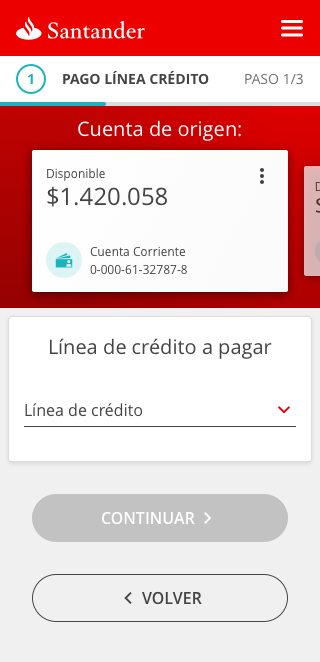 Santander
1 PAGO LÍNEA CRÉDITO PASO 1/3
Cuenta de origen:
Disponible
$1.420.058
Cuenta Corriente
0-000-61-32787-8
Línea de crédito a pagar
Línea de crédito
CONTINUAR
VOLVER